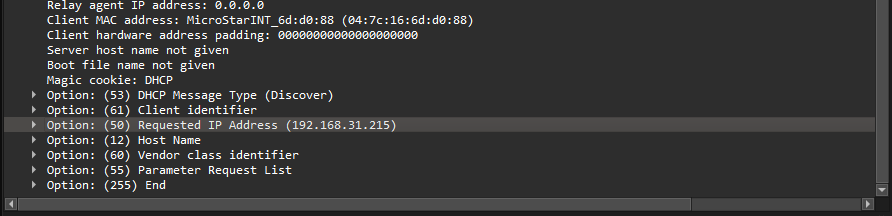 Relay agent IP address: 0.0.0.0
Client MAC address: MicroStarINT_6d:d0:88 (04:7c:16:6d:d0:88)
Client hardware address padding: 00000000000000000000
Server host name not given
Boot file name not given
Magic cookie: DHCP
Option: (53) DHCP Message Type (Discover)
Option: (61) Client identifier
Option: (50) Requested IP Address (192.168.31.215)
Option: (12) Host Name
Option: (60) Vendor class identifier
Option: (55) Parameter Request List
Option: (255) End